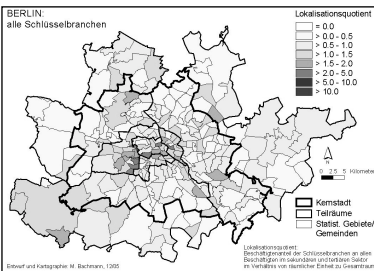 BERLIN:
alle Schlüsselbranchen
Lokalisationsquotient
= 0.0
> 0.0 - 0.5
> 0.5 - 1.0
> 1.0 - 1.5
> 1.5 - 2.0
> 2.0 - 5.0
> 5.0 - 10.0
> 10.0
N
0 2.5 5 Kilometer
Kernstadt
Teilräume
Statist. Gebiete/
Gemeinden
Lokalisationsquotient:
Beschäftigtenanteil der Schlüsselbranchen an allen
Beschäftigten im sekundären und tertiären Sektor
im Verhältnis von räumlicher Einheit zu Gesamtraum
Entwurf und Kartographie: M. Bachmann, 12/05